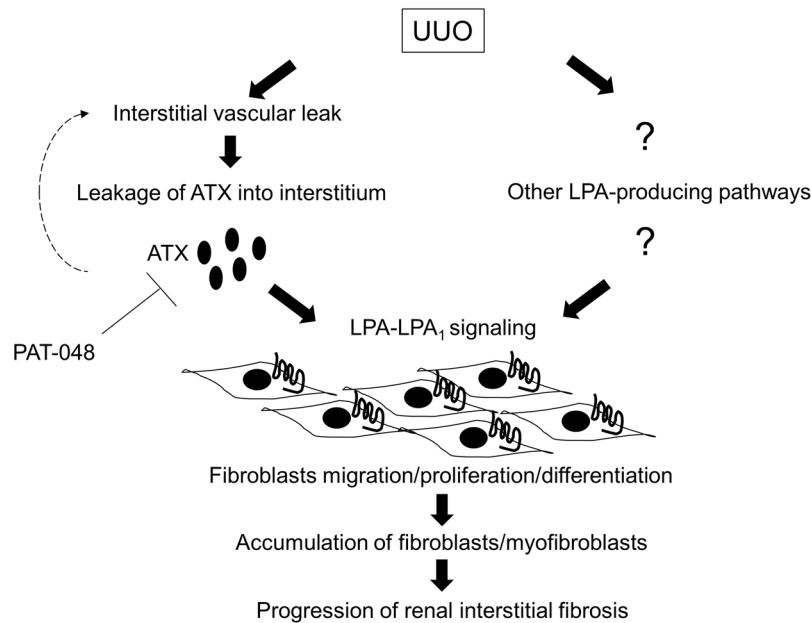 UUO
Interstitial vascular leak
?
Leakage of ATX into interstitium
Other LPA-producing pathways
ATX
?
LPA-LPA₁ signaling
PAT-048
Fibroblasts migration/proliferation/differentiation
Accumulation of fibroblasts/myofibroblasts
Progression of renal interstitial fibrosis